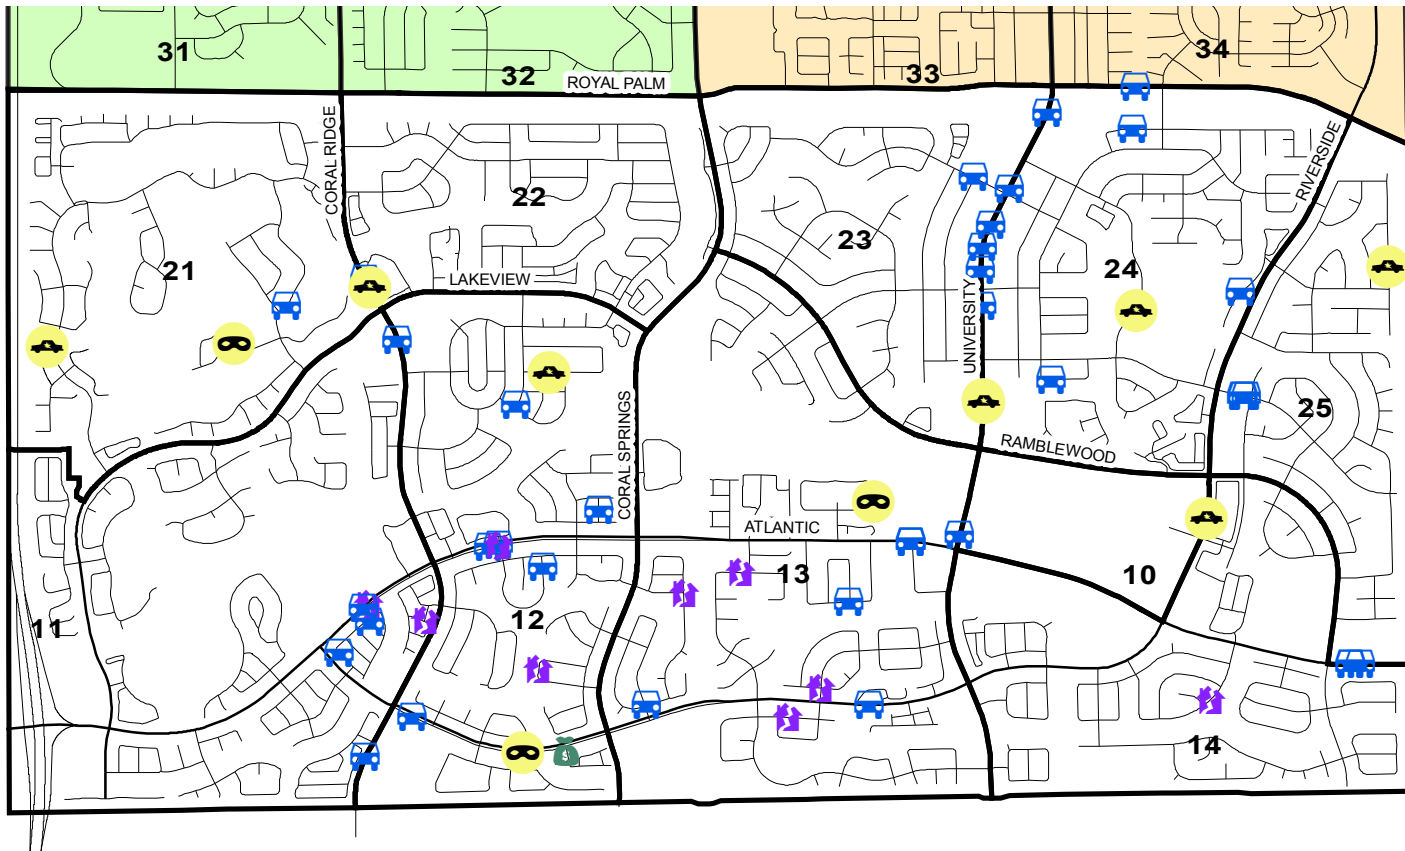 31
32
33
34
ROYAL PALM
CORAL RIDGE
RIVERSIDE
22
23
24
21
LAKEVIEW
UNIVERSITY
25
CORAL SPRINGS
RAMBLEWOOD
ATLANTIC
13
10
12
11
14